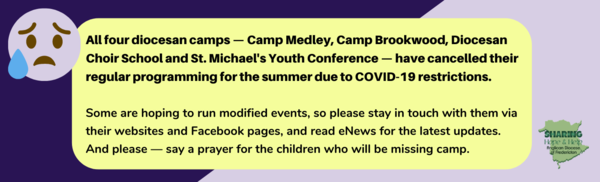 All four diocesan camps — Camp Medley, Camp Brookwood, Diocesan
Choir School and St. Michael's Youth Conference — have cancelled their
regular programming for the summer due to COVID-19 restrictions.
Some are hoping to run modified events, so please stay in touch with them via
their websites and Facebook pages, and read eNews for the latest updates.
And please — say a prayer for the children who will be missing camp.
SHARING